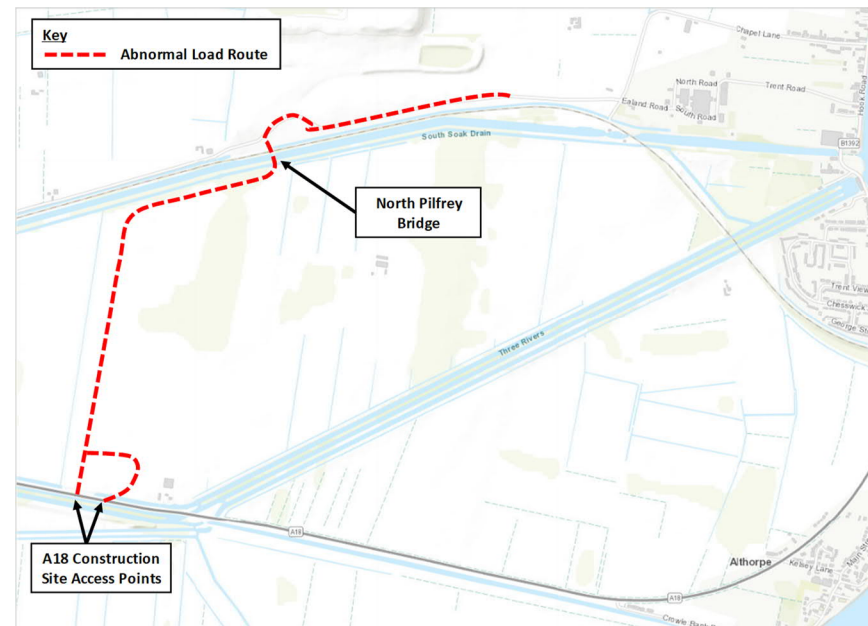 Key
Abnormal Load Route
Chapel Lane
North Road
Trent Road
South Road
Ealand Road
South Soak Drain
B1392
North Pilfrey
Bridge
Trent View
Three Rivers
A18 Construction
Site Access Points
A18
Althorpe
Kelsey Lane
A18